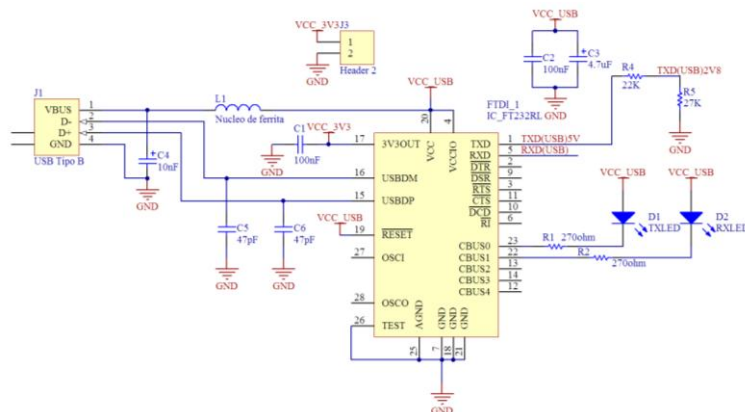 VCC_3V3
J3
1
2
Header 2
GND
VCC_USB
C2
100nF
C3
4.7uF
GND
R4
22K
TXD(USB)2V8
R5
27K
GND
J1
VBUS
D-
D+
GND
1
2
3
4
USB Tipo B
L1
Nucleo de ferrita
C4
10nF
GND
C1
100nF
VCC_3V3
GND
VCC_USB
FTDI_1
IC_FT232RL
20
4
VCC
VCCIO
17
3V3OUT
16
USBDM
15
USBDP
VCC_USB
19
RESET
27
OSCI
28
OSCO
26
TEST
C5
47pF
GND
C6
47pF
GND
TXD
1
TXD(USB)5V
RXD
5
RXD(USB)
DTR
2
DSR
9
RTS
3
CTS
11
DCD
10
RI
6
CBUS0
23
CBUS1
22
CBUS2
13
CBUS3
14
CBUS4
12
R1
270ohm
R2
270ohm
VCC_USB
D1
TXLED
VCC_USB
D2
RXLED
AGND
GND
GND
GND
25
7
18
21
GND